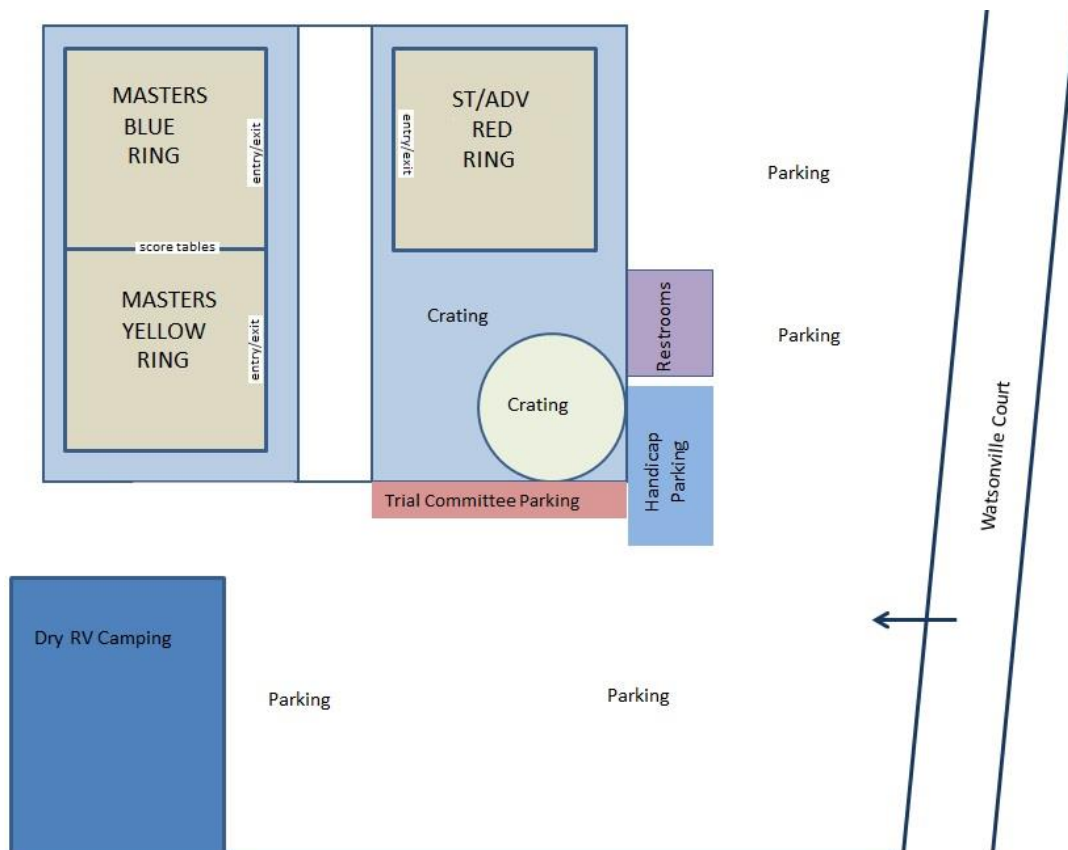 MASTERS
BLUE
RING
entry/exit
score tables
MASTERS
YELLOW
RING
entry/exit
ST/ADV
RED
RING
entry/exit
Crating
Crating
Restrooms
Handicap
Parking
Trial Committee Parking
Parking
Parking
Watsonville Court
Dry RV Camping
Parking
Parking